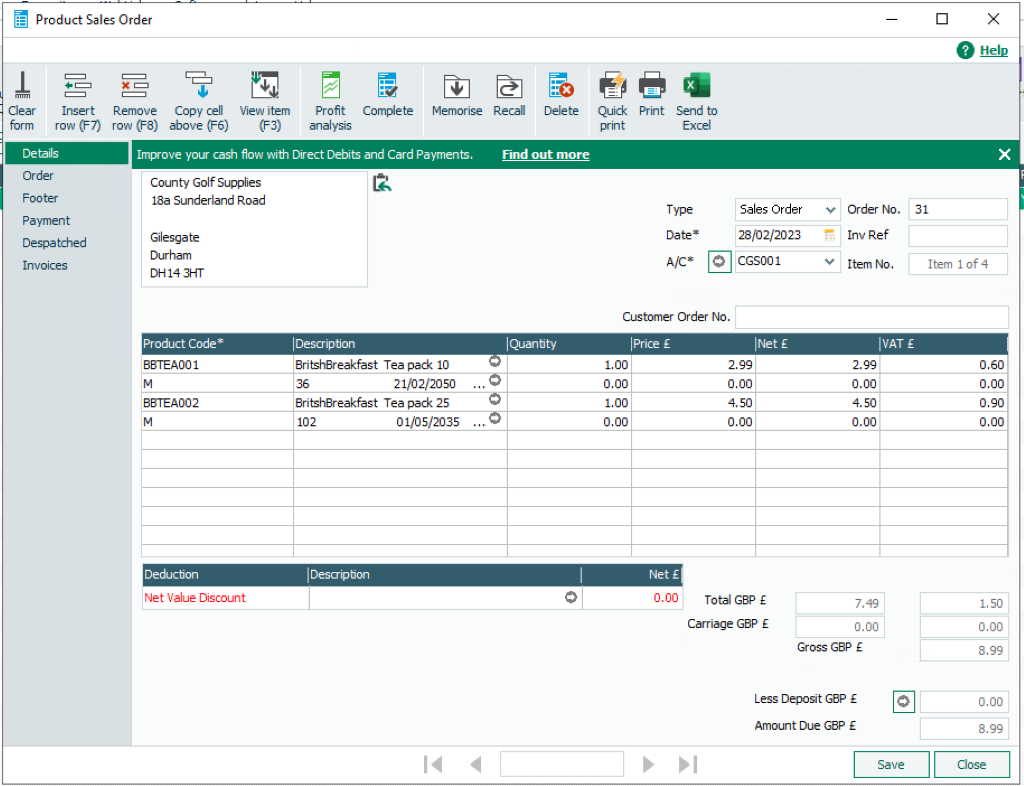 Product Sales Order
? Help
Clear form
Insert row (F7)
Remove row (F8)
Copy cell above (F6)
View item (F3)
Profit analysis
Complete
Memorise
Recall
Delete
Quick print
Print
Send to Excel
Details
Order
Footer
Payment
Despatched
Invoices
Improve your cash flow with Direct Debits and Card Payments. Find out more
County Golf Supplies
18a Sunderland Road
Gilesgate
Durham
DH14 3HT
Type Sales Order Order No. 31
Date* 28/02/2023 Inv Ref
A/C* CGS001 Item No. Item 1 of 4
Customer Order No.
Product Code* Description Quantity Price £ Net £ VAT £
BBTEA001 BritshBreakfast Tea pack 10 1.00 2.99 2.99 0.60
M 36 21/02/2050 ... 0.00 0.00 0.00 0.00
BBTEA002 BritshBreakfast Tea pack 25 1.00 4.50 4.50 0.90
M 102 01/05/2035 ... 0.00 0.00 0.00 0.00
Deduction Description Net £
Net Value Discount 0.00
Total GBP £ 7.49 1.50
Carriage GBP £ 0.00 0.00
Gross GBP £ 8.99
Less Deposit GBP £ 0.00
Amount Due GBP £ 8.99
Save Close